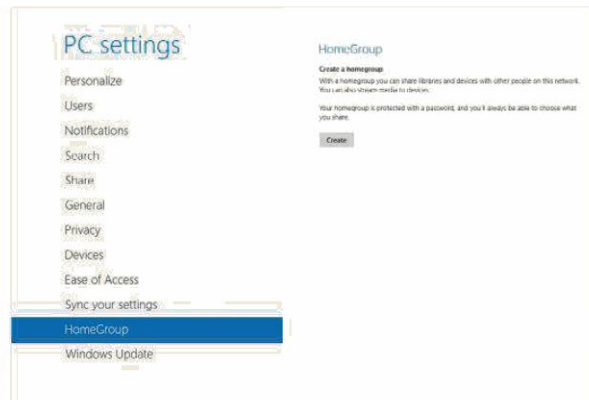 PC settings
Personalize
Users
Notifications
Search
Share
General
Privacy
Devices
Ease of Access
Sync your settings
HomeGroup
Windows Update
HomeGroup
Create a homegroup
With a homegroup you can share libraries and devices with other people on this network.
You can also stream media to devices.
Your homegroup is protected with a password, and you'll always be able to choose what
you share.
Create